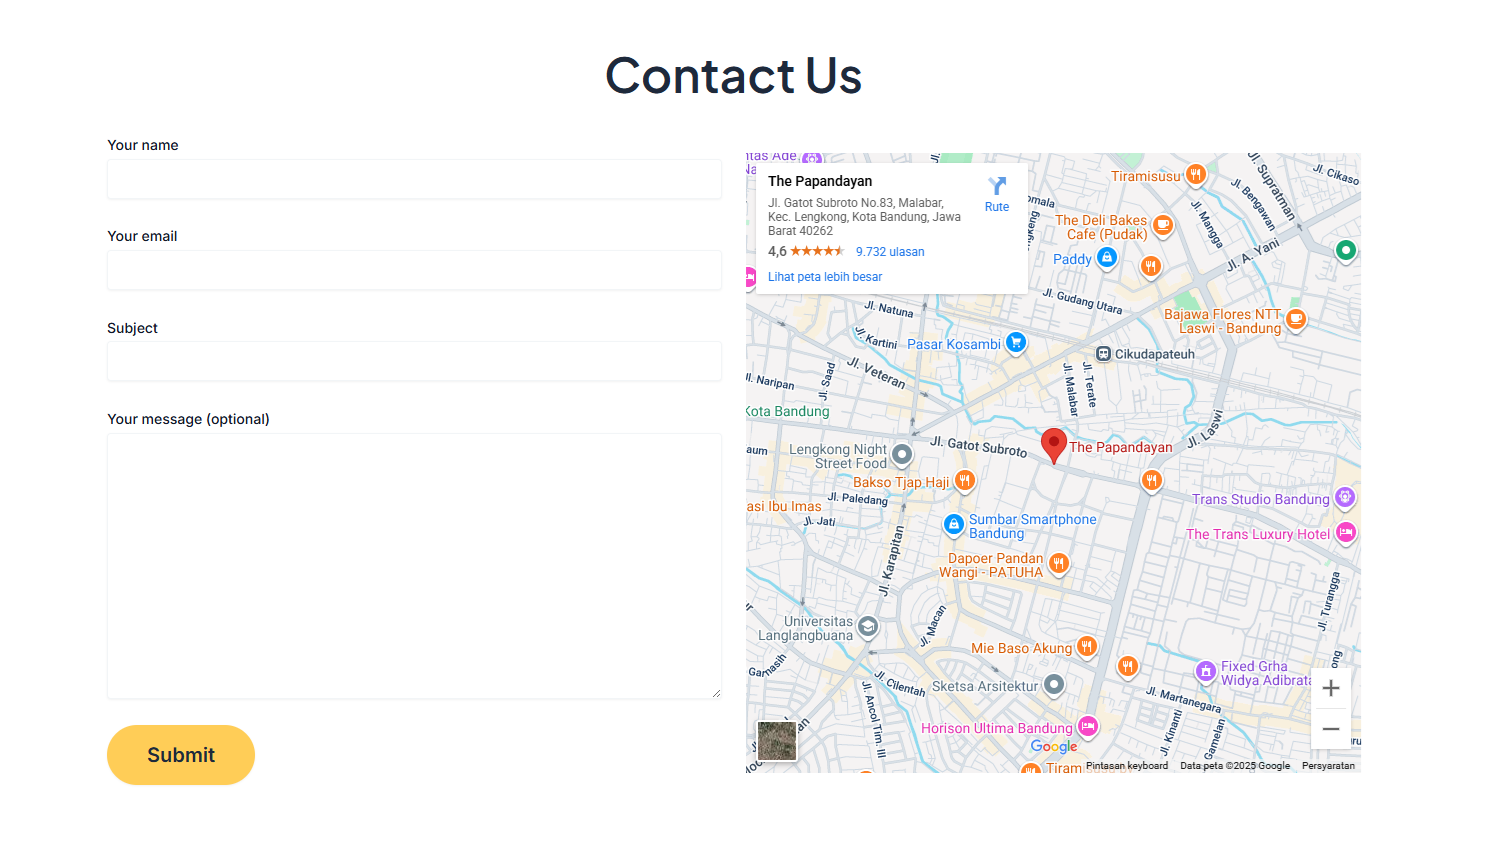 Contact Us
Your name
Your email
Subject
Your message (optional)
Submit
The Papandayan
Jl. Gatot Subroto No.83, Malabar,
Kec. Lengkong, Kota Bandung, Jawa
Barat 40262
4,6
9.732 ulasan
Lihat peta lebih besar
Rute
Tiramisusu
Jl. Supratman
Jl. Cikaso
Jl. Bengawan
Jl. Mangga
The Deli Bakes
Cafe (Pudak)
Paddy
Jl. A. Yani
Jl. Gudang Utara
Bajawa Flores NTT
Laswi - Bandung
Jl. Natuna
Jl. Kartini
Pasar Kosambi
Cikudapateuh
Jl. Veteran
Jl. Saad
Jl. Naripan
Jl. Malabar
Jl. Terate
Kota Bandung
Jl. Laswi
Jl. Gatot Subroto
The Papandayan
Lengkong Night
Street Food
Bakso Tjap Haji
Jl. Paledang
asi Ibu Imas
Jl. Jati
Trans Studio Bandung
Sumbar Smartphone
Bandung
The Trans Luxury Hotel
Jl. Karapitan
Dapoer Pandan
Wangi - PATUHA
Jl. Turangga
Universitas
Langlangbuana
Jl. Macan
Mie Baso Akung
Garnasih
Fixed Grha
Widya Adibrata
Jl. Cilentah
Sketsa Arsitektur
Jl. Martanegara
Jl. Ancol Tim. III
Jl. Kinanti
Gamelan
Horison Ultima Bandung
Google
Pintasan keyboard
Data peta ©2025 Google
Persyaratan